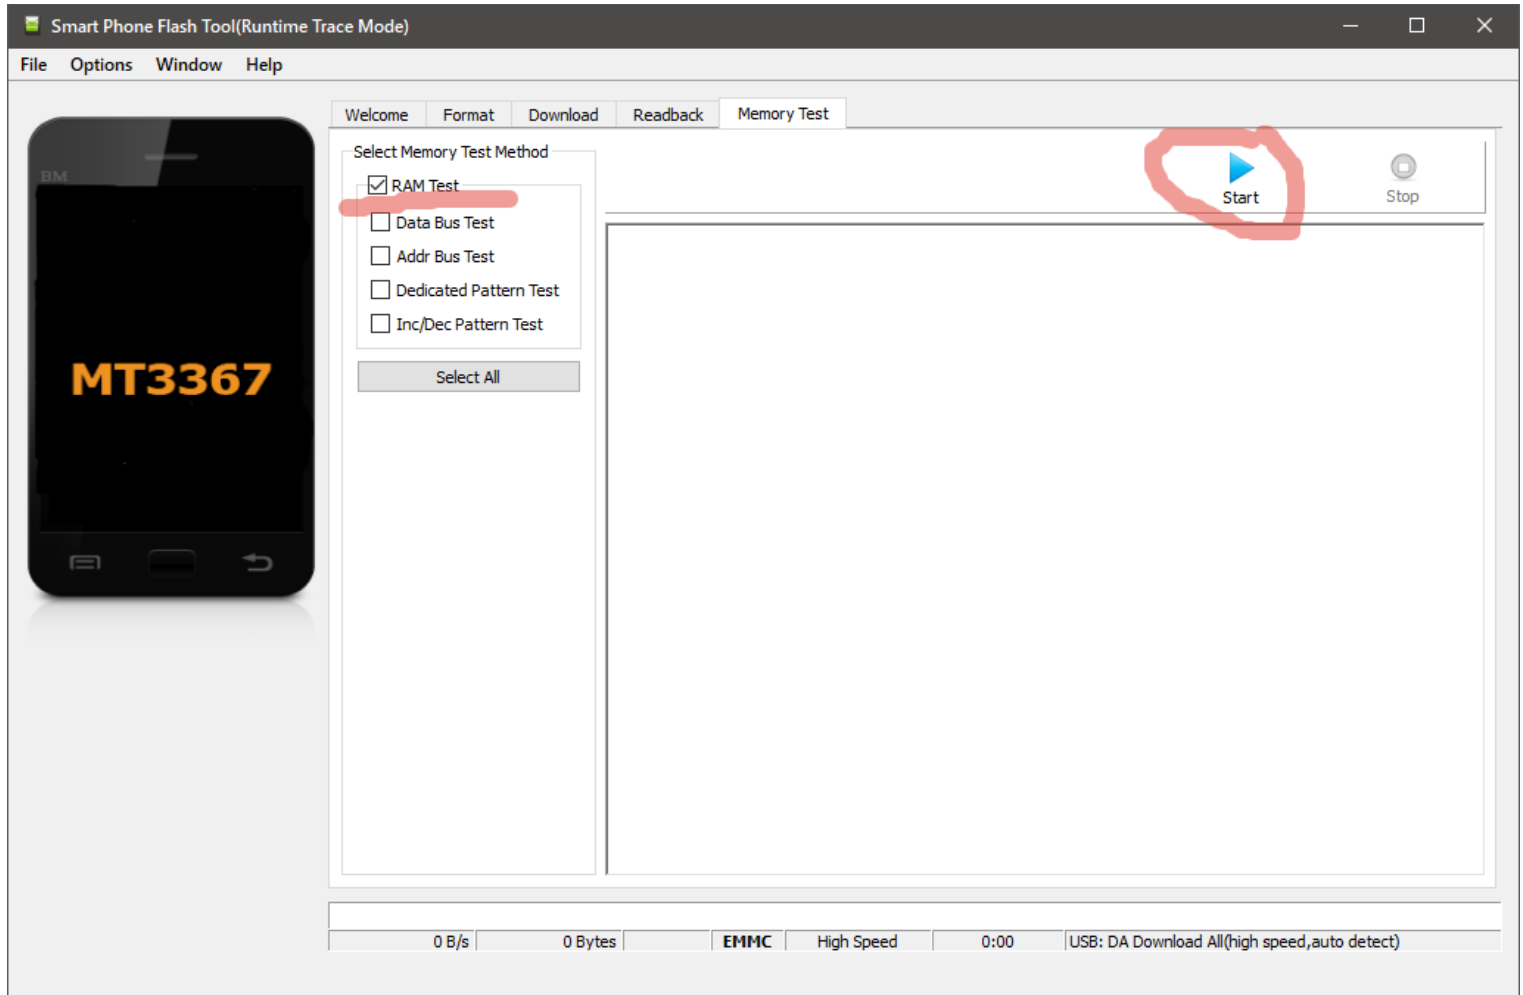 Smart Phone Flash Tool(Runtime Trace Mode)
File Options Window Help
Welcome Format Download Readback Memory Test
BM
MT3367
Select Memory Test Method
RAM Test
Data Bus Test
Addr Bus Test
Dedicated Pattern Test
Inc/Dec Pattern Test
Select All
Start Stop
0 B/s 0 Bytes EMMC High Speed 0:00 USB: DA Download All(high speed,auto detect)